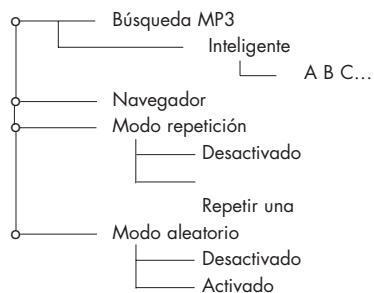 Búsqueda MP3
Inteligente
A B C...
Navegador
Modo repetición
Desactivado
Repetir una
Modo aleatorio
Desactivado
Activado